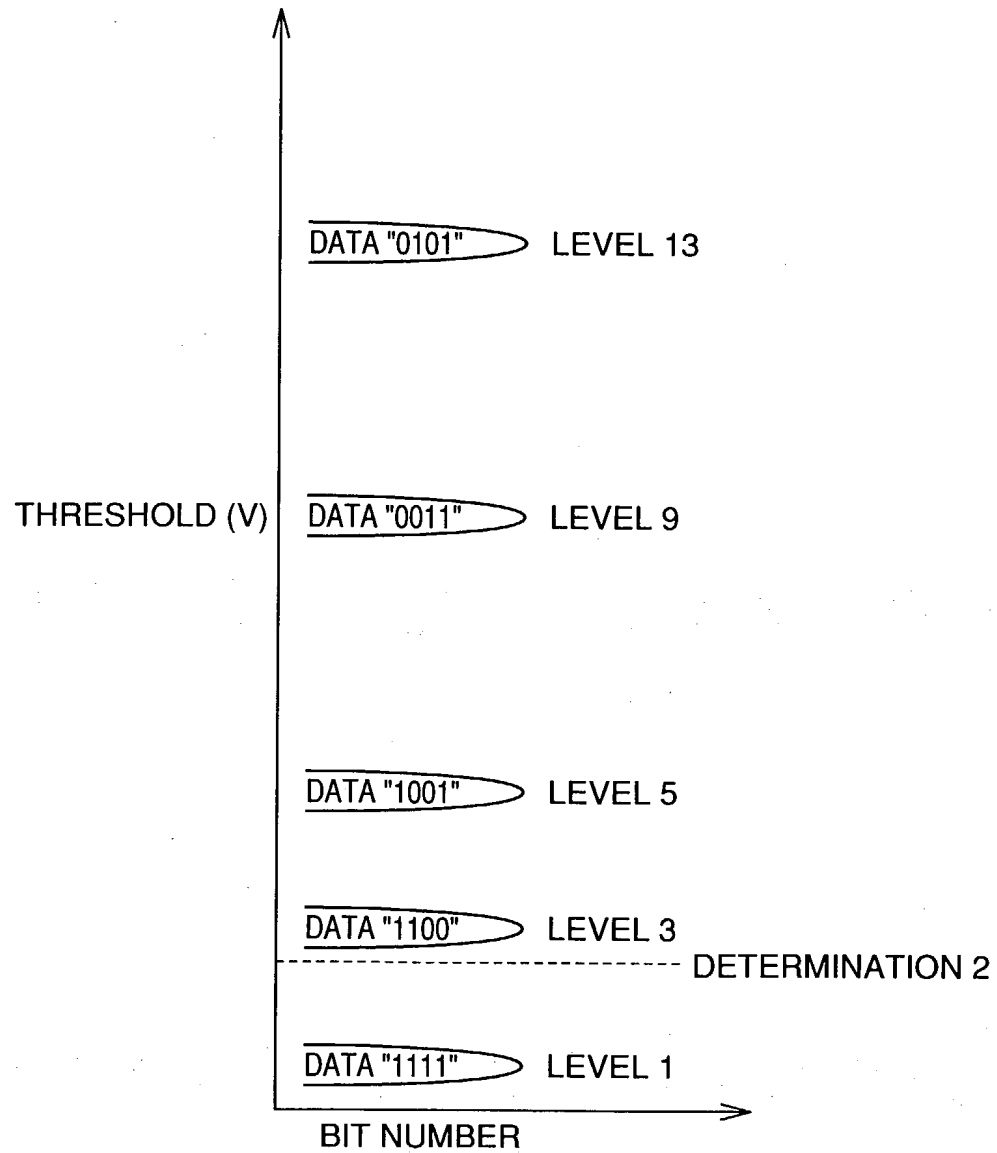 DATA "0101" LEVEL 13
THRESHOLD (V) DATA "0011" LEVEL 9
DATA "1001" LEVEL 5
DATA "1100" LEVEL 3
DETERMINATION 2
DATA "1111" LEVEL 1
BIT NUMBER